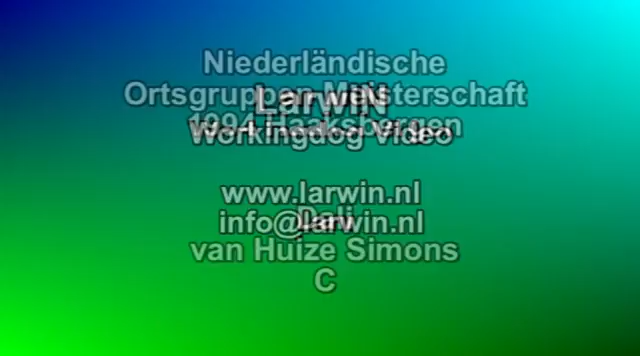 Niederländische
Ortsgruppen Meisterschaft
LarwiN
1994 Haaksbergen
Workingdog Video
www.larwin.nl
info@larwin.nl
van Huize Simons
C